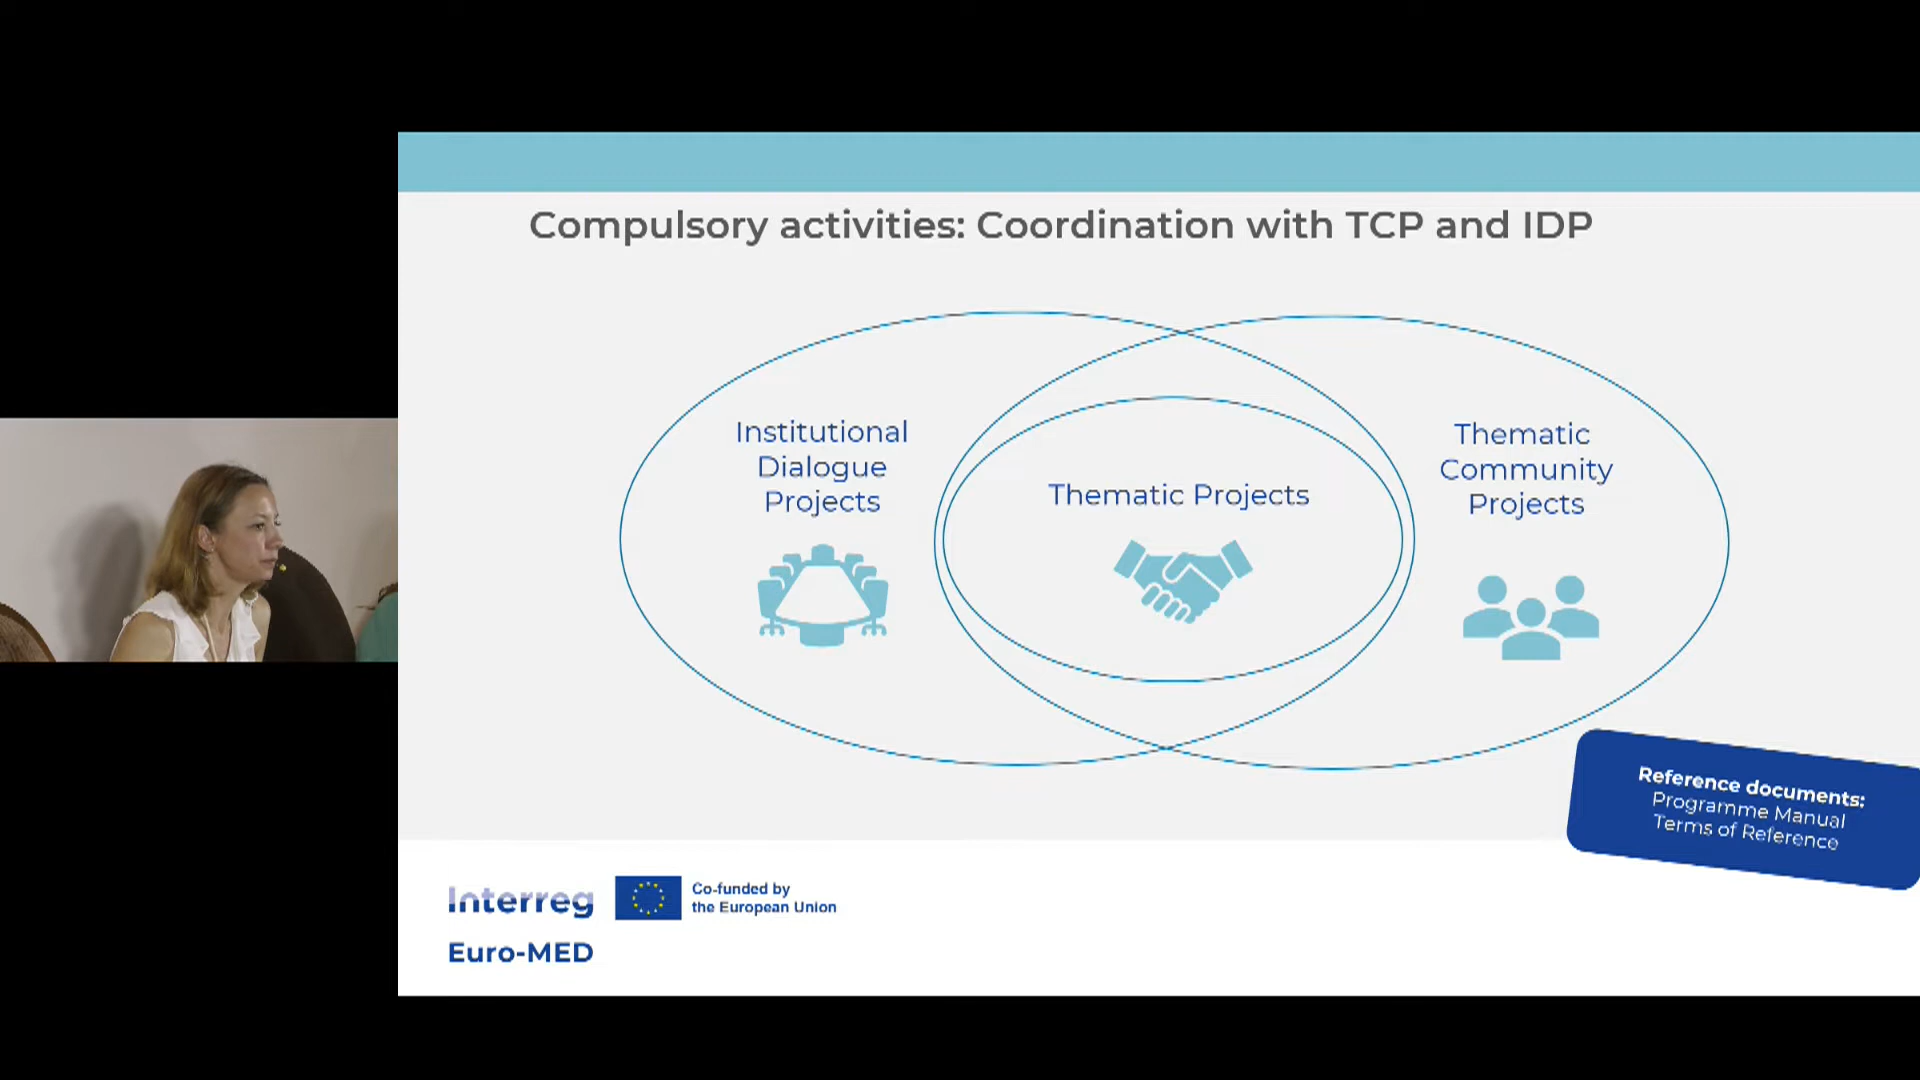 Compulsory activities: Coordination with TCP and IDP
Institutional
Dialogue
Projects
Thematic Projects
Thematic
Community
Projects
Reference documents:
Programme Manual
Terms of Reference
Interreg
Co-funded by
the European Union
Euro-MED